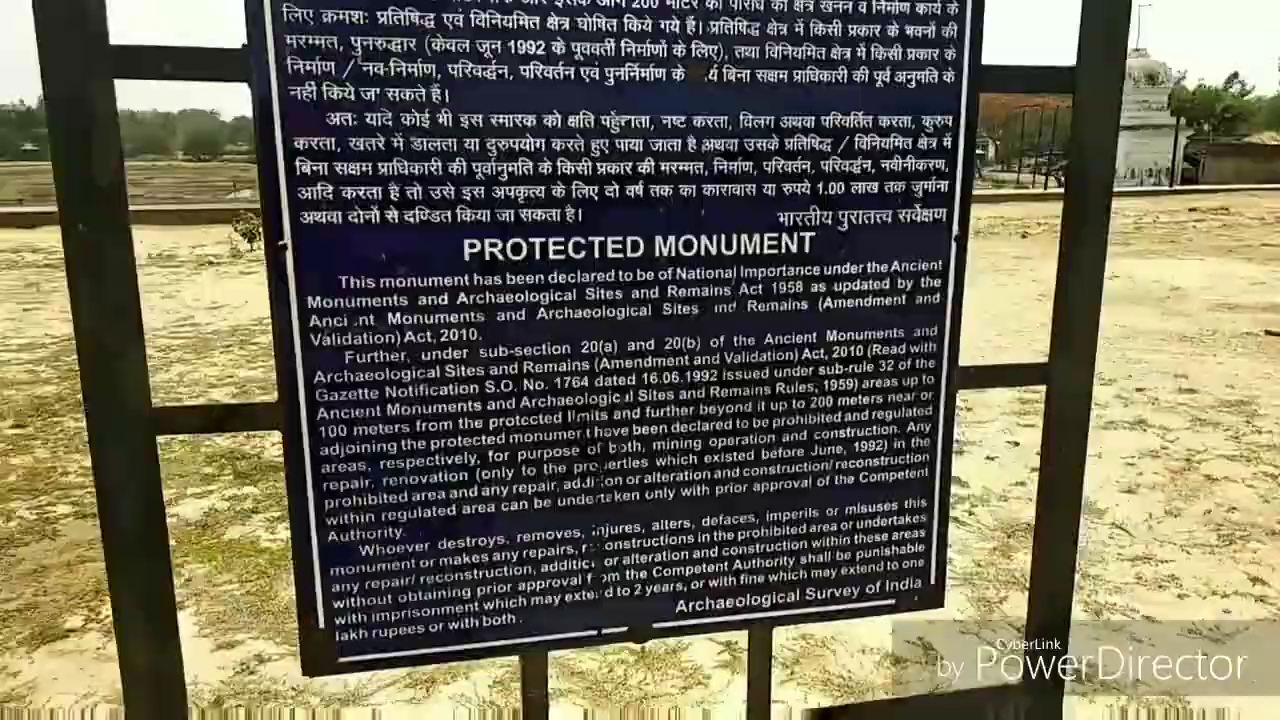 और इसके आगे 200 मीटर की परिधि का क्षेत्र खनन व निर्माण कार्य के
लिए क्रमशः प्रतिषिद्ध एवं विनियमित क्षेत्र घोषित किये गये हैं। प्रतिषिद्ध क्षेत्र में किसी प्रकार के भवनों की
मरम्मत, पुनरुद्धार (केवल जून 1992 के पूववर्ती निर्माणों के लिए), तथा विनियमित क्षेत्र में किसी प्रकार के
निर्माण / नव-निर्माण, परिवर्द्धन, परिवर्तन एवं पुनर्निर्माण के बिना सक्षम प्राधिकारी की पूर्व अनुमति के
नहीं किये जा सकते हैं।
अतः यदि कोई भी इस स्मारक को क्षति पहुँचाता, नष्ट करता, विलग अथवा परिवर्तित करता, कुरुप
करता, खतरे में डालता या दुरुपयोग करते हुए पाया जाता है अथवा उसके प्रतिषिद्ध / विनियमित क्षेत्र में
बिना सक्षम प्राधिकारी की पूर्वानुमति के किसी प्रकार की मरम्मत, निर्माण, परिवर्तन, परिवर्द्धन, नवीनीकरण,
आदि करता है तो उसे इस अपकृत्य के लिए दो वर्ष तक का कारावास या रुपये 1.00 लाख तक जुर्माना
अथवा दोनों से दण्डित किया जा सकता है।
भारतीय पुरातत्त्व सर्वेक्षण
PROTECTED MONUMENT
This monument has been declared to be of National Importance under the Ancient
Monuments and Archaeological Sites and Remains Act 1958 as updated by the
Ancient Monuments and Archaeological Sites and Remains (Amendment and
Validation) Act, 2010.
Further, under sub-section 20(a) and 20(b) of the Ancient Monuments and
Archaeological Sites and Remains (Amendment and Validation) Act, 2010 (Read with
Gazette Notification S.O. No. 1764 dated 16.06.1992 issued under sub-rule 32 of the
Ancient Monuments and Archaeological Sites and Remains Rules, 1959) areas up to
100 meters from the protected limits and further beyond it up to 200 meters near or
adjoining the protected monument have been declared to be prohibited and regulated
areas, respectively, for purpose of both, mining operation and construction. Any
repair, renovation (only to the properties which existed before June, 1992) in the
prohibited area and any repair, addition or alteration and construction/ reconstruction
within regulated area can be undertaken only with prior approval of the Competent
Authority.
Whoever destroys, removes, injures, alters, defaces, imperils or misuses this
monument or makes any repairs, reconstructions in the prohibited area or undertakes
any repair/ reconstruction, addition or alteration and construction within these areas
without obtaining prior approval from the Competent Authority shall be punishable
with imprisonment which may extend to 2 years, or with fine which may extend to one
lakh rupees or with both.
Archaeological Survey of India
CyberLink
by PowerDirector